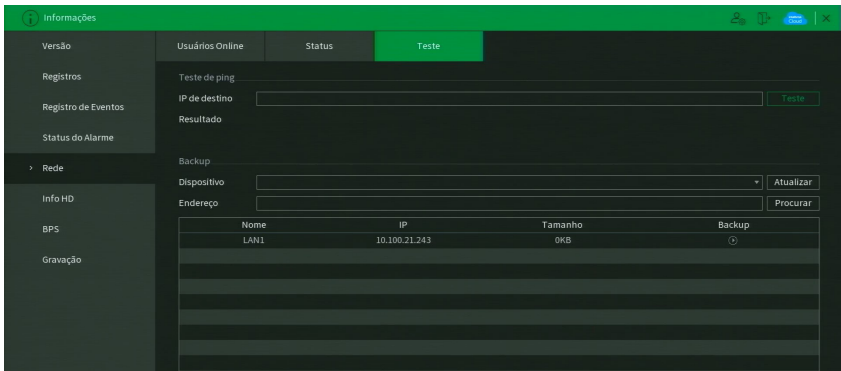 Informações
Versão
Registros
Registro de Eventos
Status do Alarme
> Rede
Info HD
BPS
Gravação
Usuários Online Status Teste
Teste de ping
IP de destino Teste
Resultado
Backup
Dispositivo Atualizar
Endereço Procurar
Nome IP Tamanho Backup
LAN1 10.100.21.243 0KB